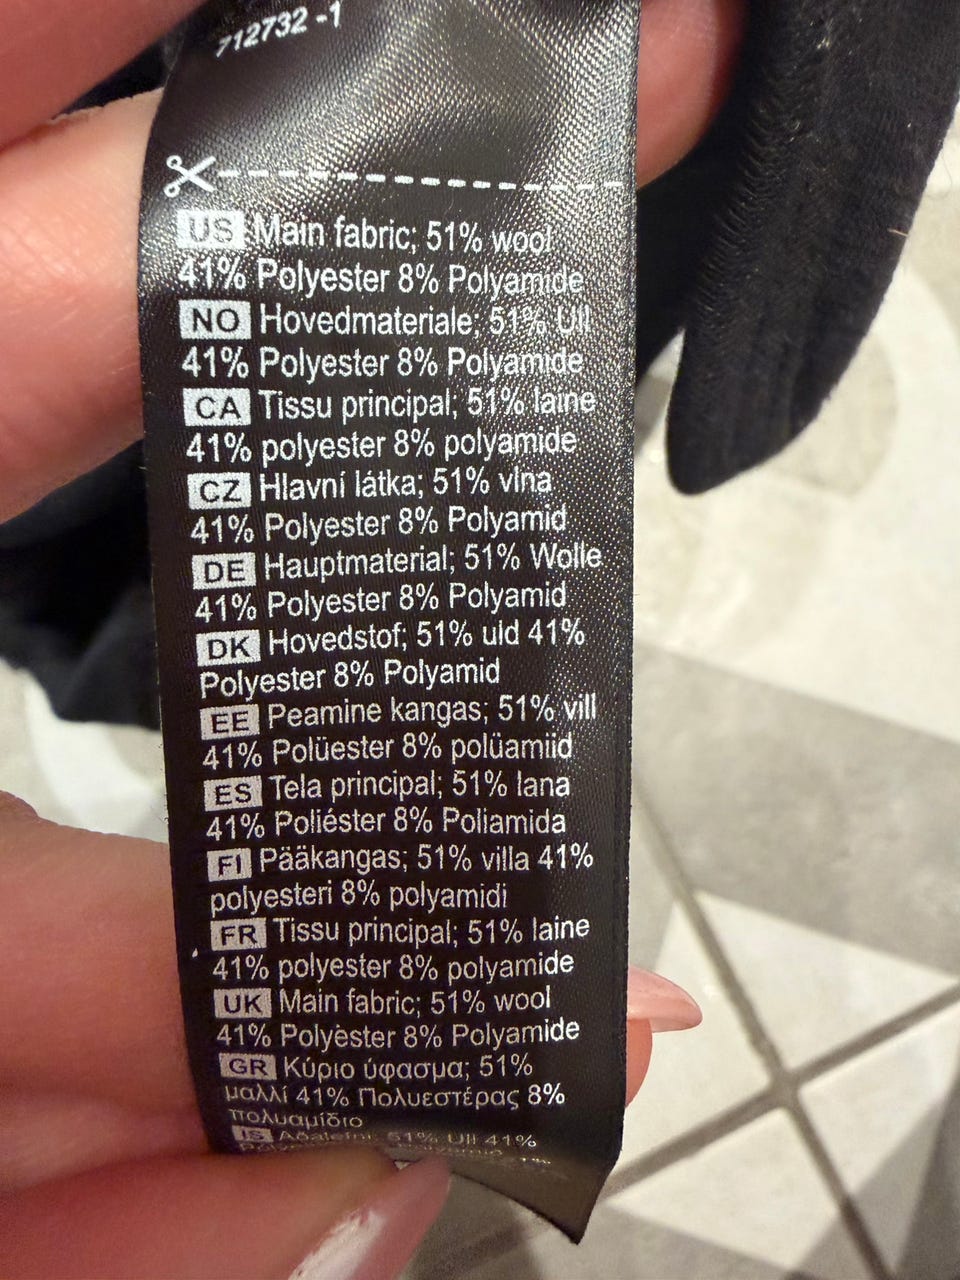 712732 -1
US Main fabric; 51% wool
41% Polyester 8% Polyamide
NO Hovedmateriale; 51% Ull
41% Polyester 8% Polyamide
CA Tissu principal; 51% laine
41% polyester 8% polyamide
CZ Hlavní látka; 51% vlna
41% Polyester 8% Polyamid
DE Hauptmaterial; 51% Wolle
41% Polyester 8% Polyamid
DK Hovedstof; 51% uld 41%
Polyester 8% Polyamid
EE Peamine kangas; 51% vill
41% Polüester 8% polüamiid
ES Tela principal; 51% lana
41% Poliéster 8% Poliamida
FI Pääkangas; 51% villa 41%
polyesteri 8% polyamidi
FR Tissu principal; 51% laine
41% polyester 8% polyamide
UK Main fabric; 51% wool
41% Polyester 8% Polyamide
GR Κύριο ύφασμα; 51%
μαλλί 41% Πολυεστέρας 8%
πολυαμίδιο
IS Aðalefni; 51% Ull 41%